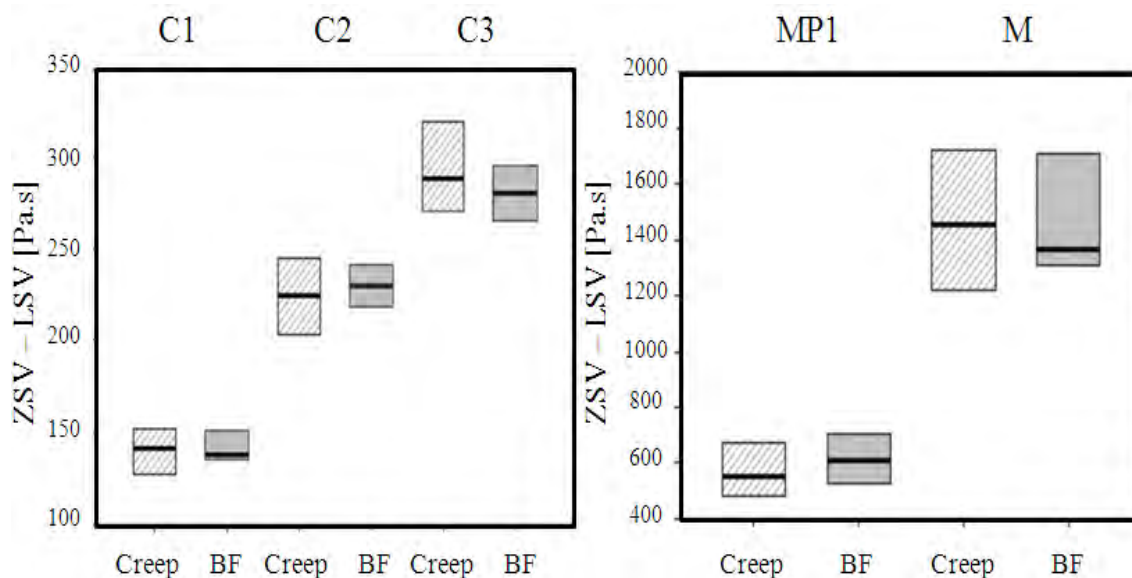 C1 C2 C3
350
300
250
200
150
100
ZSV – LSV [Pa.s]
Creep BF Creep BF Creep BF
MP1 M
2000
1800
1600
1400
1200
1000
800
600
400
ZSV – LSV [Pa.s]
Creep BF Creep BF